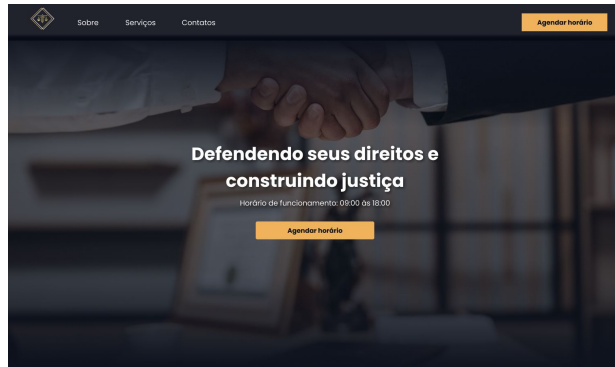 Sobre
Serviços
Contatos
Agendar horário
Defendendo seus direitos e
construindo justiça
Horário de funcionamento: 09:00 ás 18:00
Agendar horário